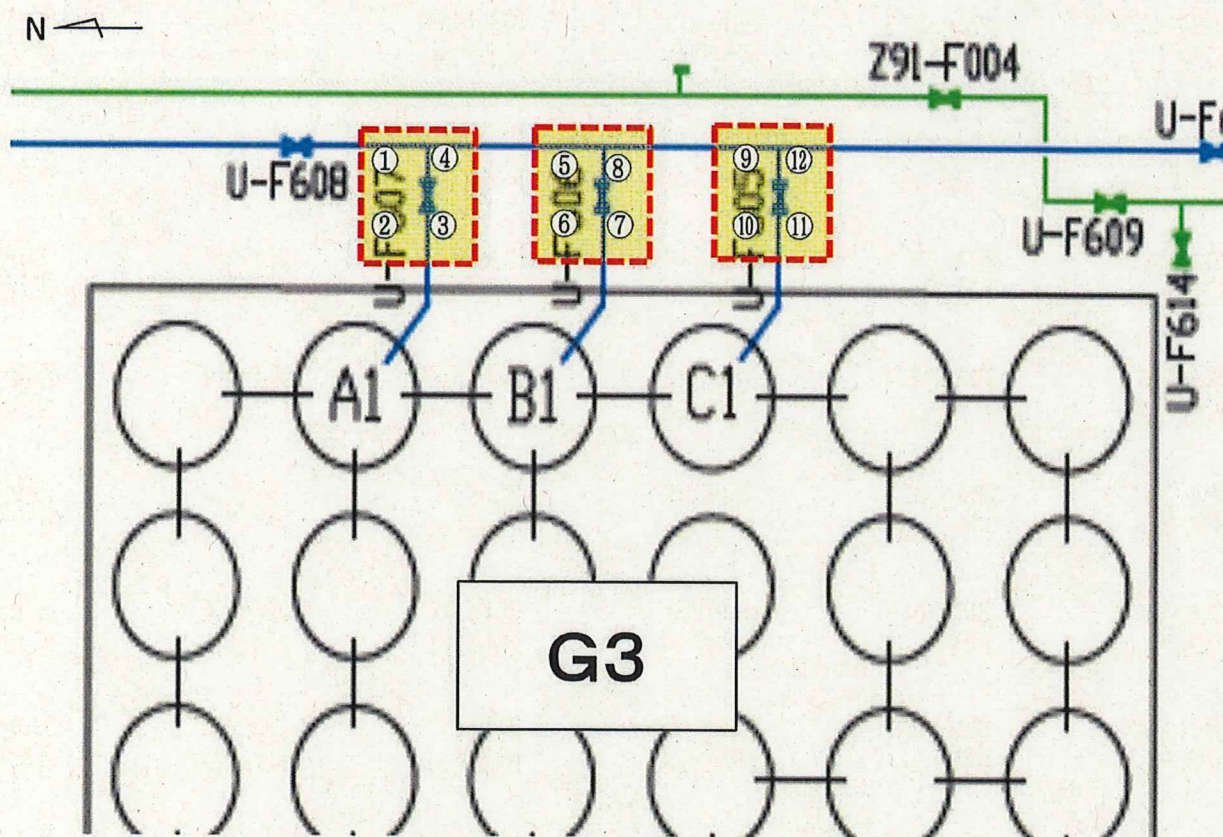 N
Z91-F004
U-F608
① ④
② ③
⑤ ⑧
⑥ ⑦
⑨ ⑫
⑩ ⑪
U-F609
U-F614
A1
B1
C1
G3